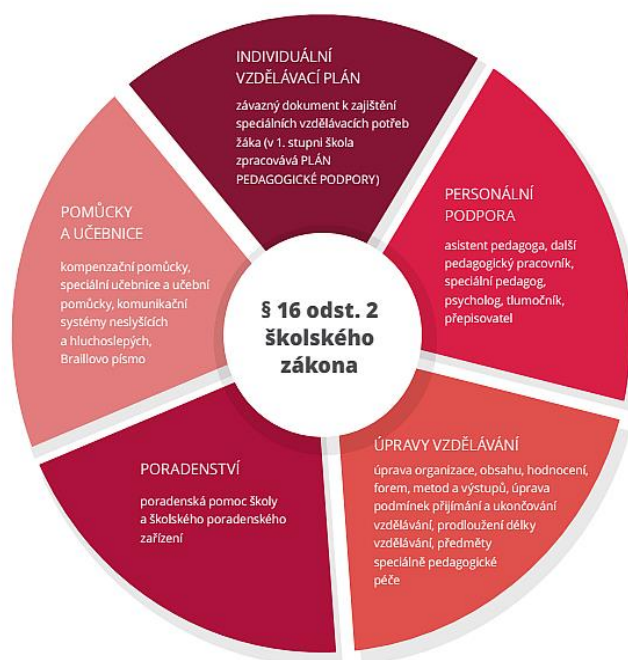 INDIVIDUÁLNÍ
VZDĚLÁVACÍ PLÁN
závazný dokument k zajištění
speciálních vzdělávacích potřeb
žáka (v 1. stupni škola
zpracovává PLÁN
PEDAGOGICKÉ PODPORY)
PERSONÁLNÍ
PODPORA
asistent pedagoga, další
pedagogický pracovník,
speciální pedagog,
psycholog, tlumočník,
přepisovatel
ÚPRAVY VZDĚLÁVÁNÍ
úprava organizace, obsahu, hodnocení,
forem, metod a výstupů, úprava
podmínek přijímání a ukončování
vzdělávání, prodloužení délky
vzdělávání, předměty
speciálně pedagogické
péče
PORADENSTVÍ
poradenská pomoc školy
a školského poradenského
zařízení
POMŮCKY
A UČEBNICE
kompenzační pomůcky,
speciální učebnice a učební
pomůcky, komunikační
systémy neslyšících
a hluchoslepých,
Braillovo písmo
§ 16 odst. 2
školského
zákona